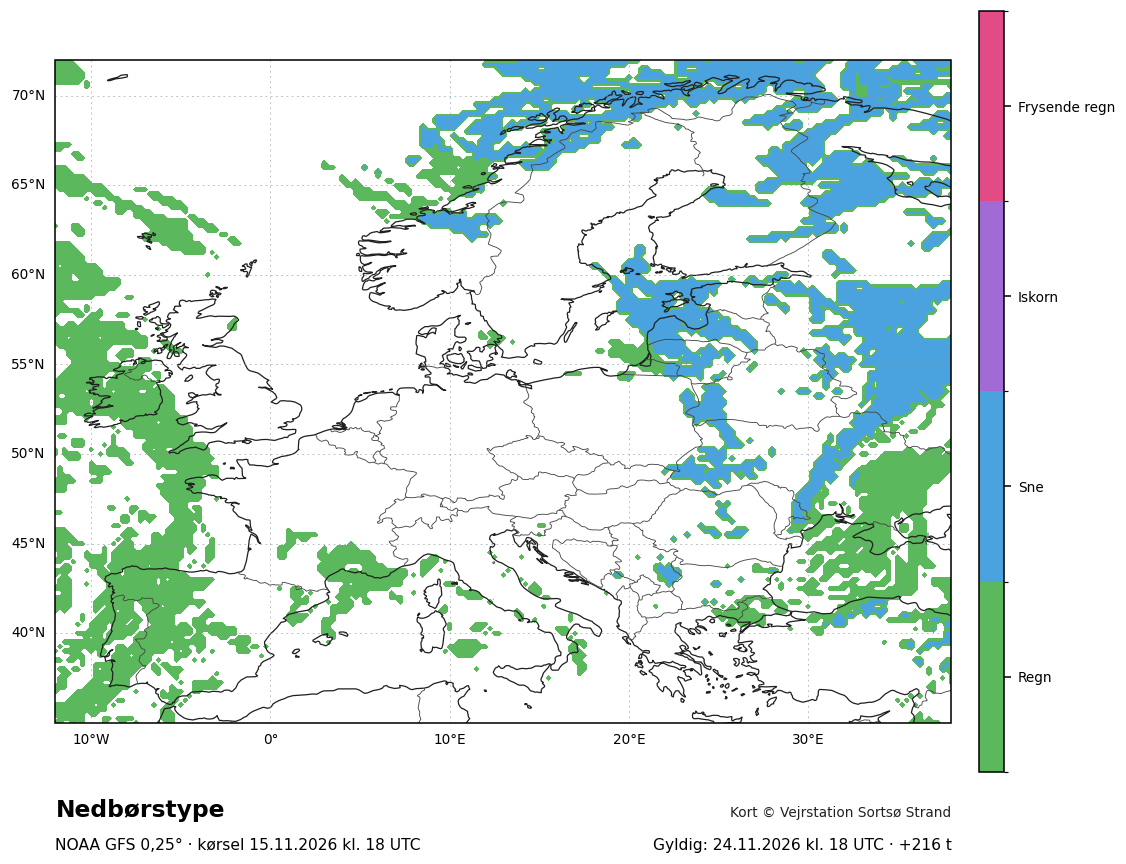 70°N
65°N
60°N
55°N
50°N
45°N
40°N
10°W
0°
10°E
20°E
30°E
Frysende regn
Iskorn
Sne
Regn
Nedbørstype
Kort © Vejrstation Sortsø Strand
NOAA GFS 0,25° · kørsel 15.11.2026 kl. 18 UTC
Gyldig: 24.11.2026 kl. 18 UTC · +216 t